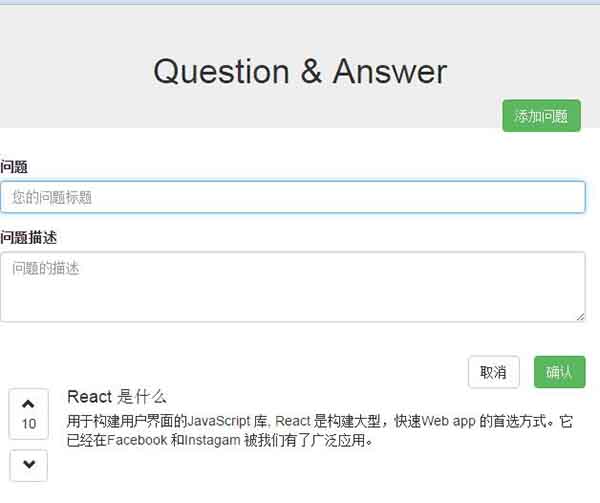 Question & Answer
添加问题
问题
您的问题标题
问题描述
问题的描述
取消
确认
React 是什么
10
用于构建用户界面的JavaScript 库, React 是构建大型，快速Web app 的首选方式。它
已经在Facebook 和Instagam 被我们有了广泛应用。